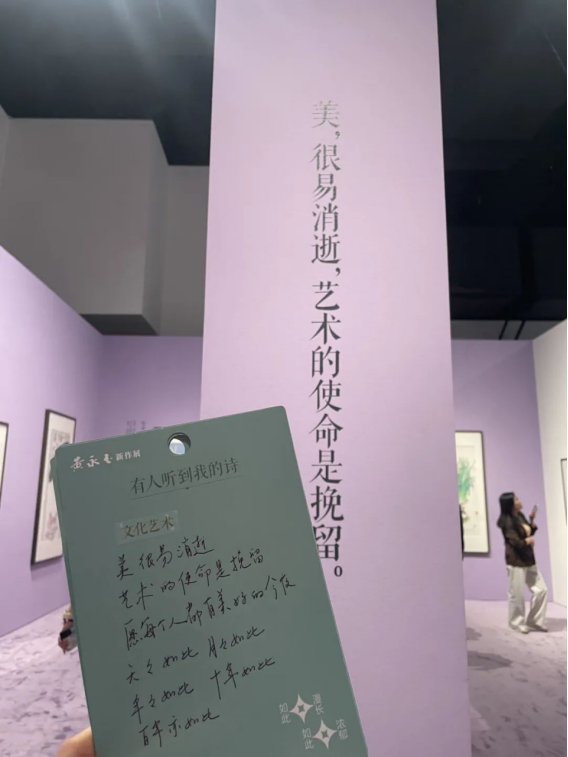 美，很易消逝，艺术的使命是挽留。
黄永玉新作展
有人听到我的诗
文化艺术
美 很易消逝
艺术的使命是挽留
愿每个人都有美好的今夜
天天如此 月月如此
年年如此 十年如此
百年亦如此
如此漫长
如此浓郁